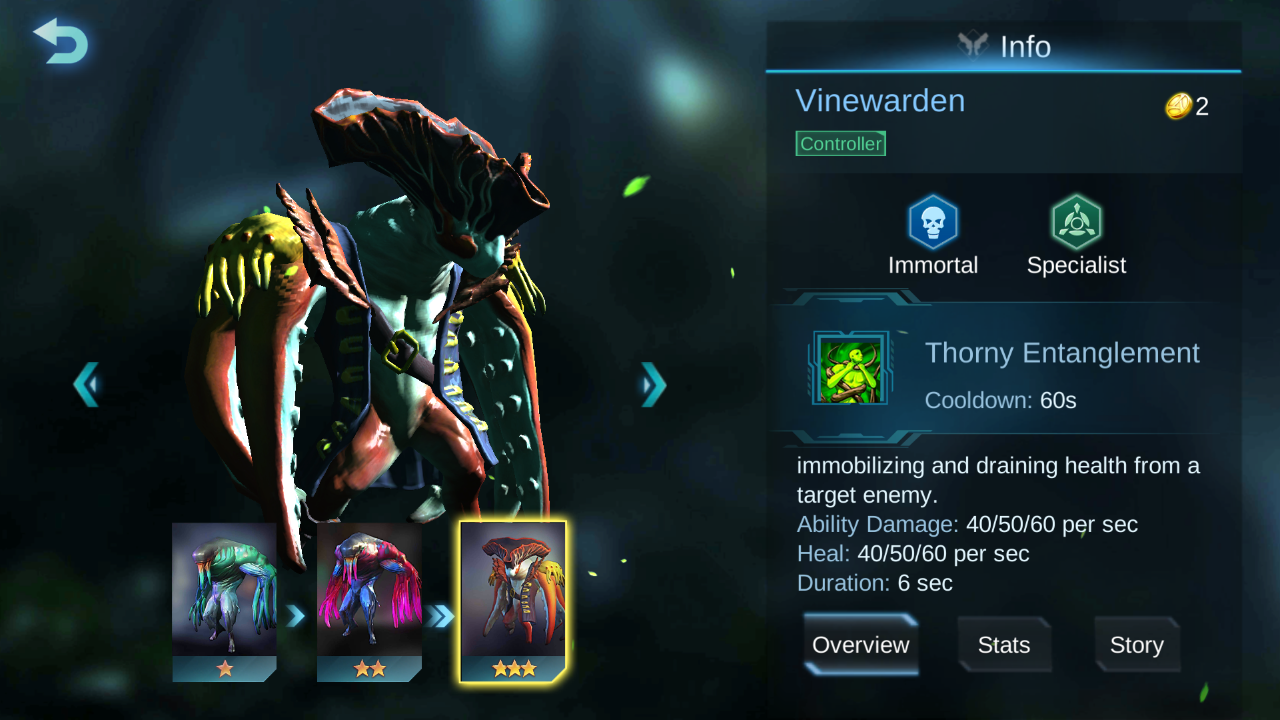 Info
Vinewarden
2
Controller
Immortal
Specialist
Thorny Entanglement
Cooldown: 60s
immobilizing and draining health from a
target enemy.
Ability Damage: 40/50/60 per sec
Heal: 40/50/60 per sec
Duration: 6 sec
Overview
Stats
Story